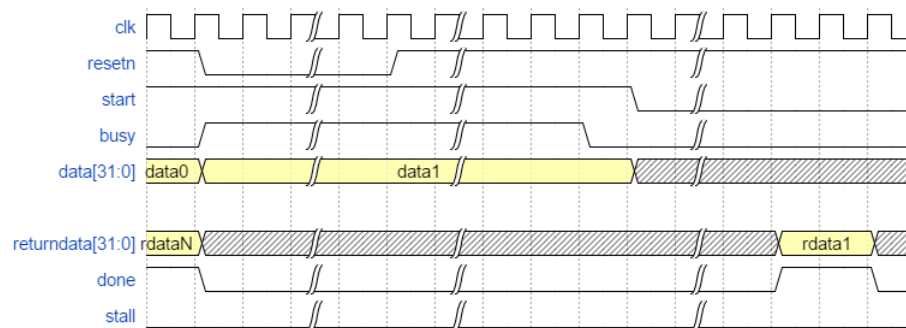 clk
resetn
start
busy
data[31:0] data0 data1
returndata[31:0] rdataN rdata1
done
stall